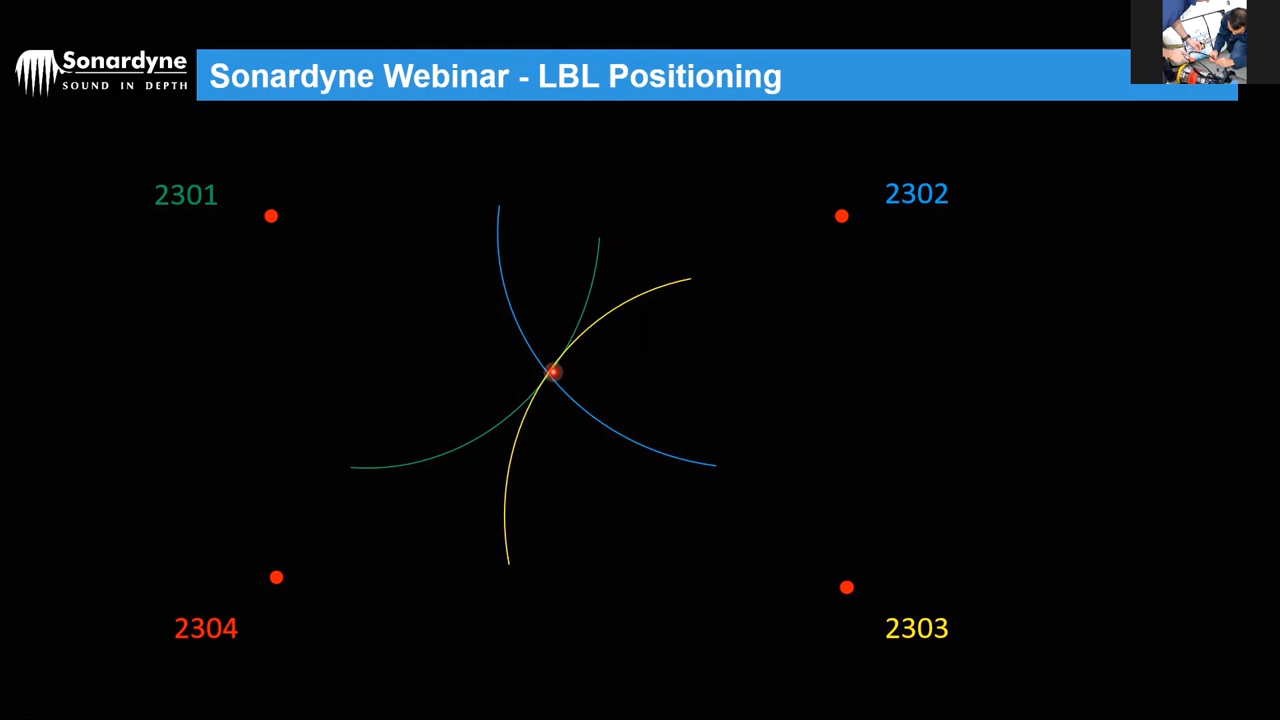 Sonardyne
SOUND IN DEPTH
Sonardyne Webinar - LBL Positioning
2301
2302
2304
2303